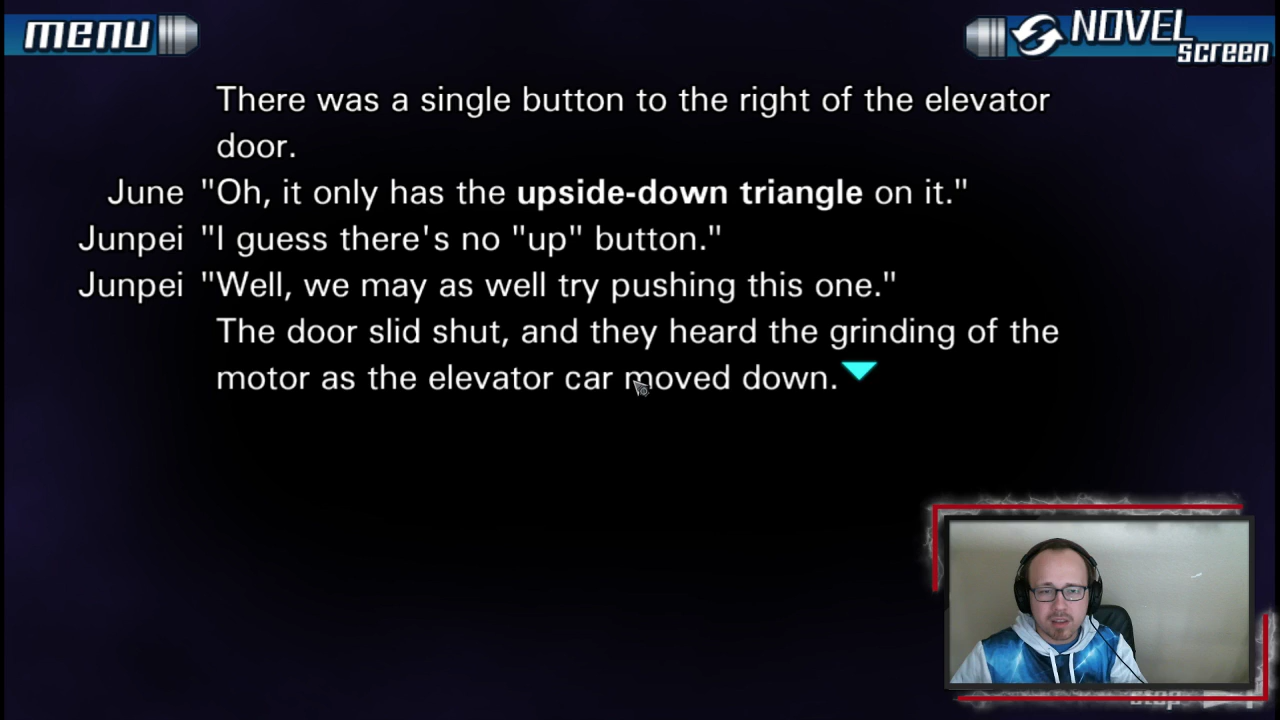 menu
NOVEL
screen
There was a single button to the right of the elevator
door.
June "Oh, it only has the upside-down triangle on it."
Junpei "I guess there's no "up" button."
Junpei "Well, we may as well try pushing this one."
The door slid shut, and they heard the grinding of the
motor as the elevator car moved down.